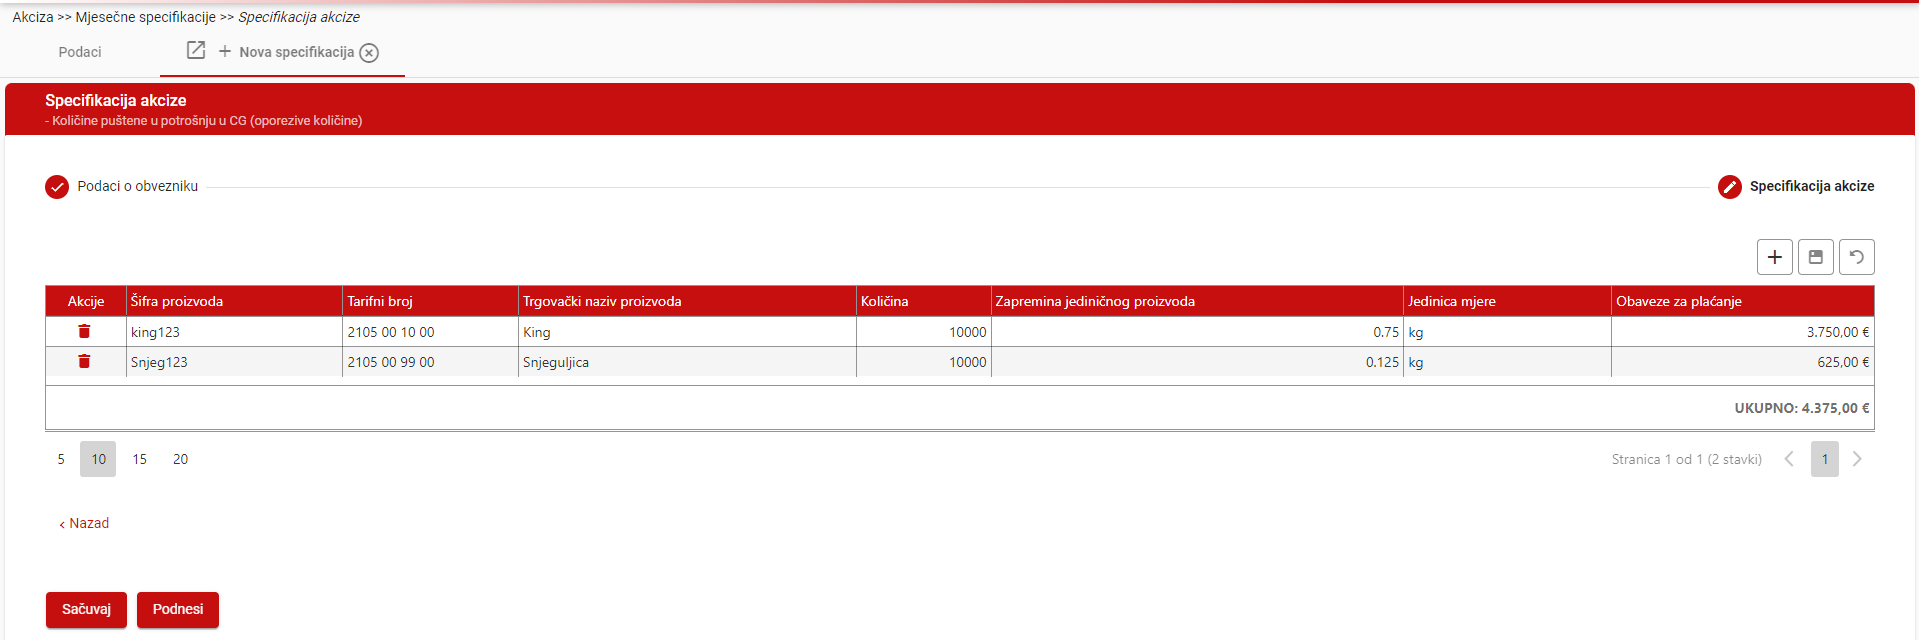 Akciza >> Mjesečne specifikacije >> Specifikacija akcize
Podaci + Nova specifikacija
Specifikacija akcize
- Količine puštene u potrošnju u CG (oporezive količine)
Podaci o obvezniku Specifikacija akcize
Akcije Šifra proizvoda Tarifni broj Trgovački naziv proizvoda Količina Zapremina jediničnog proizvoda Jedinica mjere Obaveze za plaćanje
king123 2105 00 10 00 King 10000 0.75 kg 3.750,00 €
Snjeg123 2105 00 99 00 Snjeguljica 10000 0.125 kg 625,00 €
UKUPNO: 4.375,00 €
5 10 15 20 Stranica 1 od 1 (2 stavki) 1
‹ Nazad
Sačuvaj Podnesi